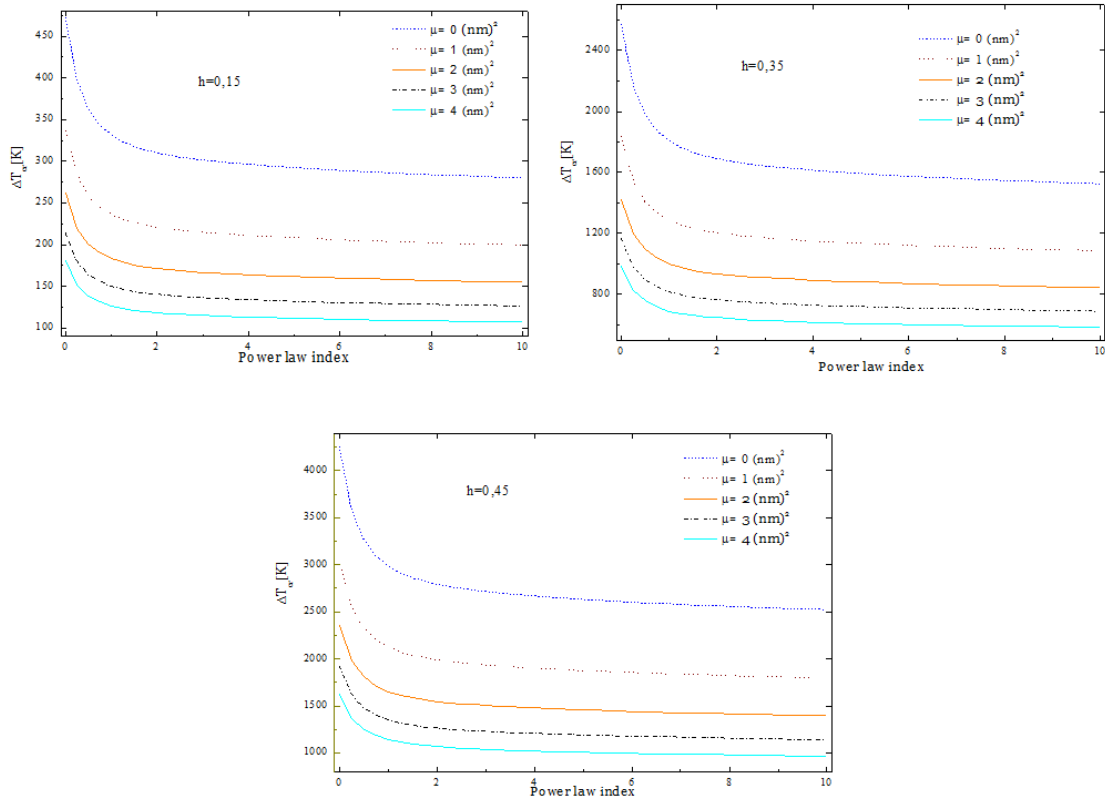 μ= 0 (nm)²
μ= 1 (nm)²
μ= 2 (nm)²
μ= 3 (nm)²
μ= 4 (nm)²
h=0,15
ΔT_cr[K]
450
400
350
300
250
200
150
100
0 2 4 6 8 10
Power law index
μ= 0 (nm)²
μ= 1 (nm)²
μ= 2 (nm)²
μ= 3 (nm)²
μ= 4 (nm)²
h=0,35
ΔT_cr[K]
2400
2000
1600
1200
800
0 2 4 6 8 10
Power law index
μ= 0 (nm)²
μ= 1 (nm)²
μ= 2 (nm)²
μ= 3 (nm)²
μ= 4 (nm)²
h=0,45
ΔT_cr[K]
4000
3500
3000
2500
2000
1500
1000
0 2 4 6 8 10
Power law index